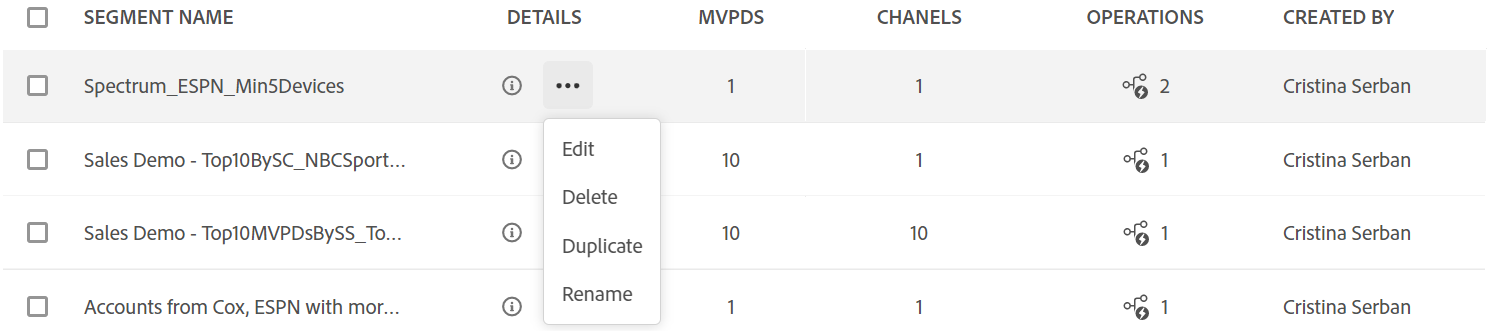 SEGMENT NAME DETAILS MVPDS CHANELS OPERATIONS CREATED BY
Spectrum_ESPN_Min5Devices 1 1 2 Cristina Serban
Edit
Sales Demo - Top10BySC_NBCSport... 10 1 1 Cristina Serban
Delete
Sales Demo - Top10MVPDsBySS_To... 10 10 1 Cristina Serban
Duplicate
Rename
Accounts from Cox, ESPN with mor... 1 1 1 Cristina Serban